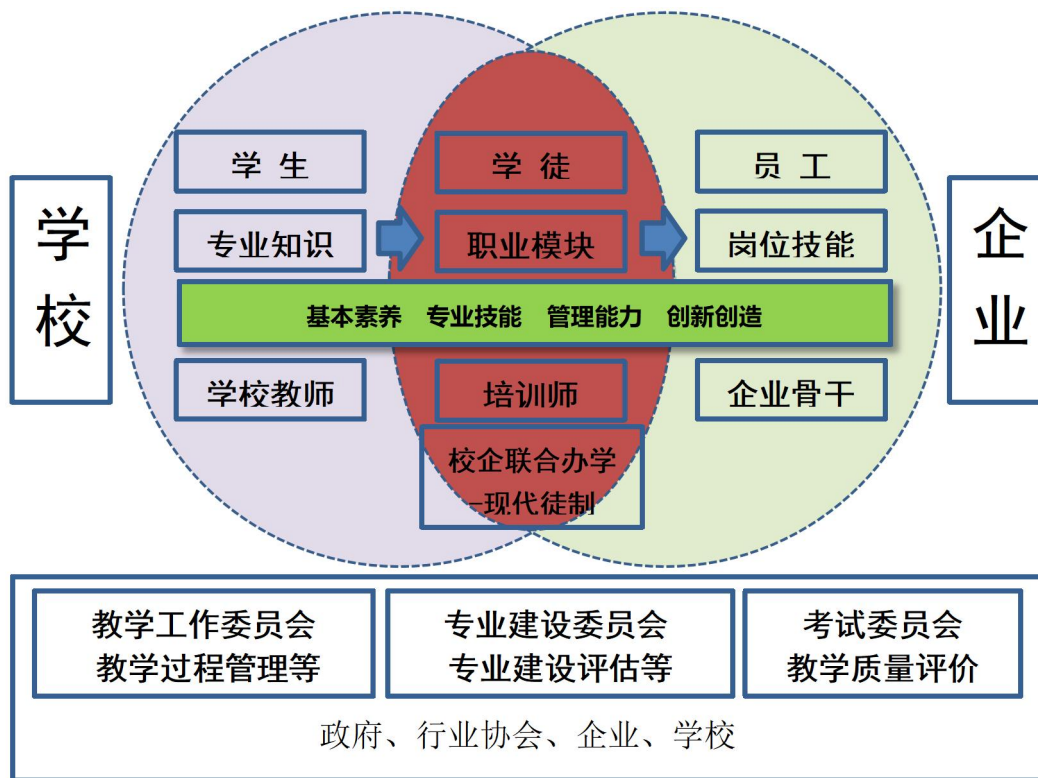 学校
学生
学徒
员工
企业
专业知识
职业模块
岗位技能
基本素养 专业技能 管理能力 创新创造
学校教师
培训师
企业骨干
校企联合办学
-现代徒制
教学工作委员会
教学过程管理等
专业建设委员会
专业建设评估等
考试委员会
教学质量评价
政府、行业协会、企业、学校